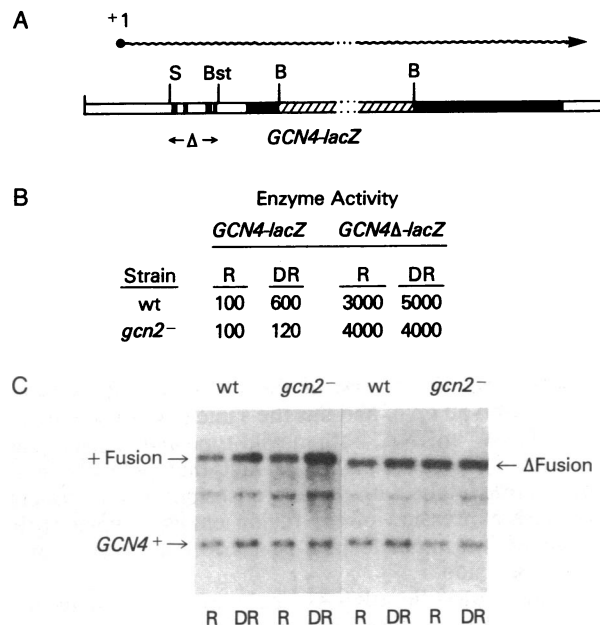 A
+1
S Bst B B
← Δ →
GCN4-lacZ
B
Enzyme Activity
GCN4-lacZ GCN4Δ-lacZ
Strain R DR R DR
wt 100 600 3000 5000
gcn2⁻ 100 120 4000 4000
C
wt gcn2⁻ wt gcn2⁻
+ Fusion →
← ΔFusion
GCN4⁺ →
R DR R DR R DR R DR